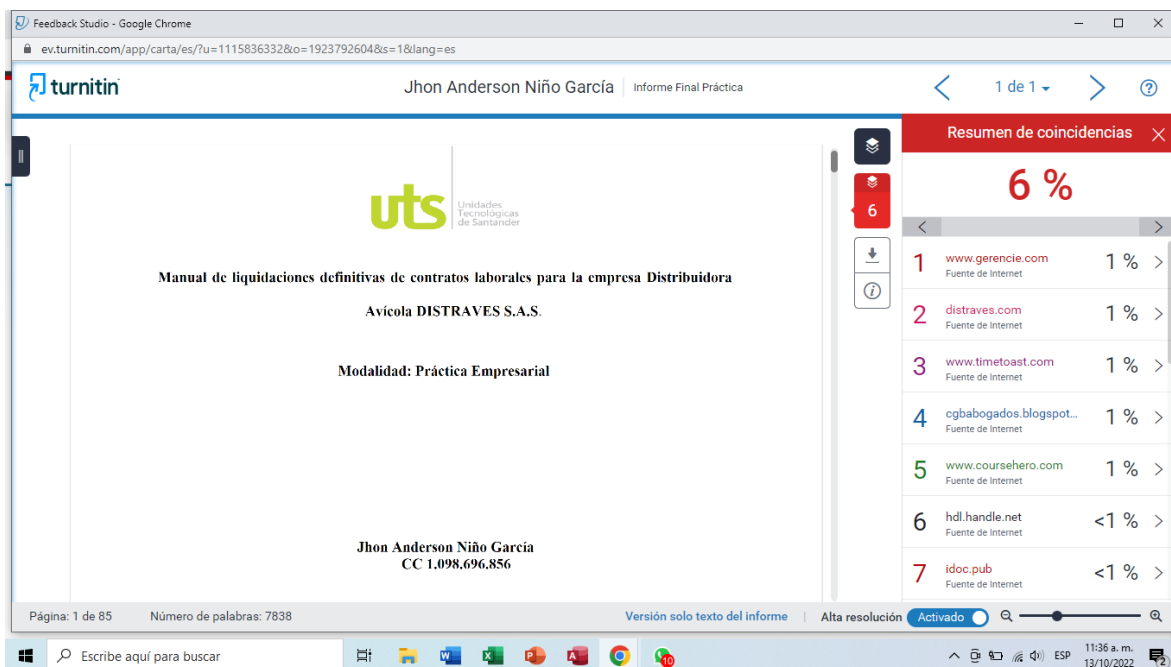 Feedback Studio - Google Chrome
ev.turnitin.com/app/carta/es/?u=1115836332&o=1923792604&s=1&lang=es
turnitin
Jhon Anderson Niño García | Informe Final Práctica
1 de 1
uts
Unidades
Tecnológicas
de Santander
Manual de liquidaciones definitivas de contratos laborales para la empresa Distribuidora
Avícola DISTRAVES S.A.S.
Modalidad: Práctica Empresarial
Jhon Anderson Niño García
CC 1.098.696.856
6
Resumen de coincidencias
6 %
1 www.gerencie.com 1 %
Fuente de Internet
2 distraves.com 1 %
Fuente de Internet
3 www.timetoast.com 1 %
Fuente de Internet
4 cgbabogados.blogspot... 1 %
Fuente de Internet
5 www.coursehero.com 1 %
Fuente de Internet
6 hdl.handle.net <1 %
Fuente de Internet
7 idoc.pub <1 %
Fuente de Internet
Página: 1 de 85 Número de palabras: 7838 Versión solo texto del informe | Alta resolución Activado
Escribe aquí para buscar
10
ESP
11:36 a. m.
13/10/2022
2